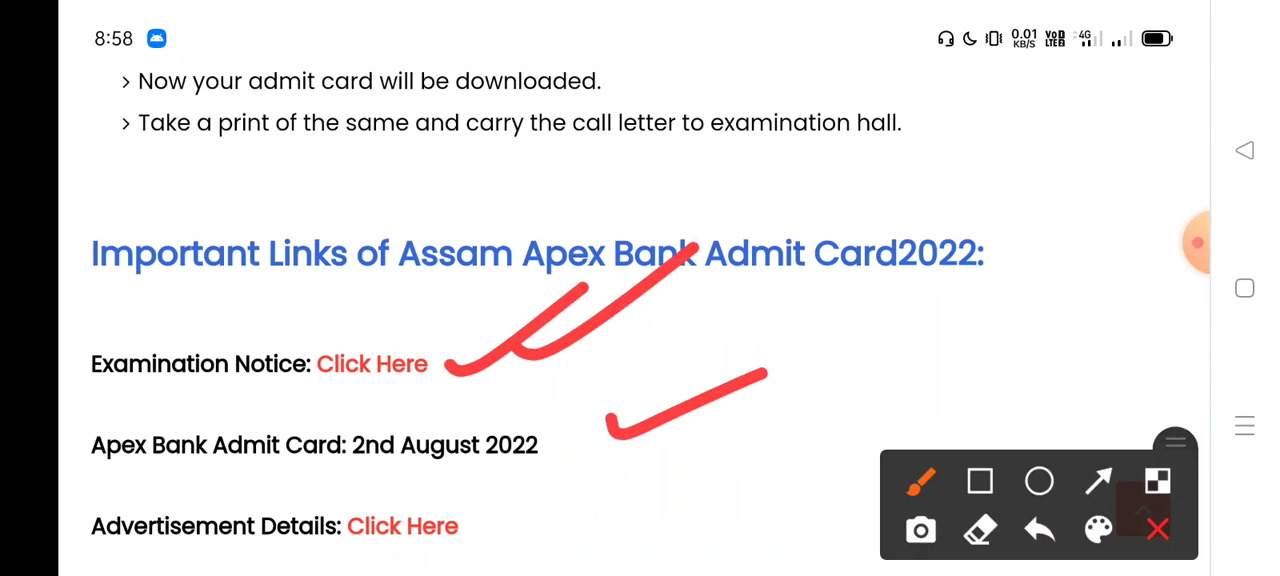 8:58
0.01 KB/S VoD LTE2 4G
> Now your admit card will be downloaded.
> Take a print of the same and carry the call letter to examination hall.
Important Links of Assam Apex Bank Admit Card2022:
Examination Notice: Click Here
Apex Bank Admit Card: 2nd August 2022
Advertisement Details: Click Here